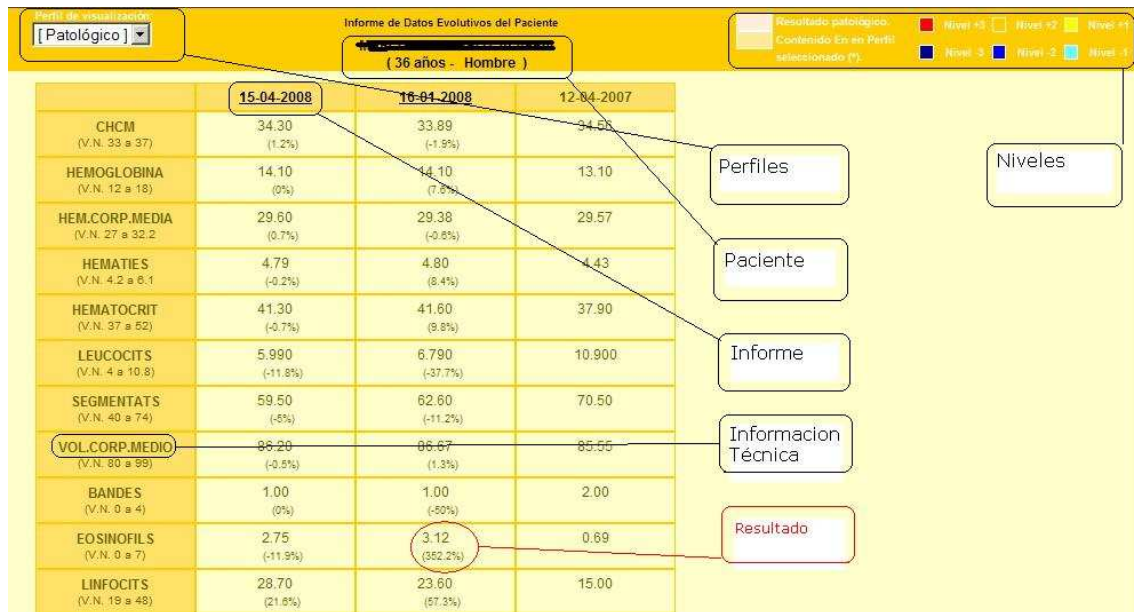 Perfil de visualización:
[ Patológico ]
Informe de Datos Evolutivos del Paciente
( 36 años - Hombre )
Resultado patológico.
Contenido En en Perfil
seleccionado (*).
Nivel +3 Nivel +2 Nivel +1
Nivel -3 Nivel -2 Nivel -1
15-04-2008 16-01-2008 12-04-2007
CHCM 34.30 33.89 34.56
(V.N. 33 a 37) (1.2%) (-1.9%)
HEMOGLOBINA 14.10 14.10 13.10
(V.N. 12 a 18) (0%) (7.6%)
HEM.CORP.MEDIA 29.60 29.38 29.57
(V.N. 27 a 32.2 (0.7%) (-0.6%)
HEMATIES 4.79 4.80 4.43
(V.N. 4.2 a 6.1 (-0.2%) (8.4%)
HEMATOCRIT 41.30 41.60 37.90
(V.N. 37 a 52) (-0.7%) (9.8%)
LEUCOCITS 5.990 6.790 10.900
(V.N. 4 a 10.8) (-11.8%) (-37.7%)
SEGMENTATS 59.50 62.60 70.50
(V.N. 40 a 74) (-5%) (-11.2%)
VOL.CORP.MEDIO 86.20 86.67 85.55
(V.N. 80 a 99) (-0.5%) (1.3%)
BANDES 1.00 1.00 2.00
(V.N. 0 a 4) (0%) (-50%)
EOSINOFILS 2.75 3.12 0.69
(V.N. 0 a 7) (-11.9%) (352.2%)
LINFOCITS 28.70 23.60 15.00
(V.N. 19 a 48) (21.6%) (57.3%)
Perfiles
Niveles
Paciente
Informe
Informacion
Técnica
Resultado